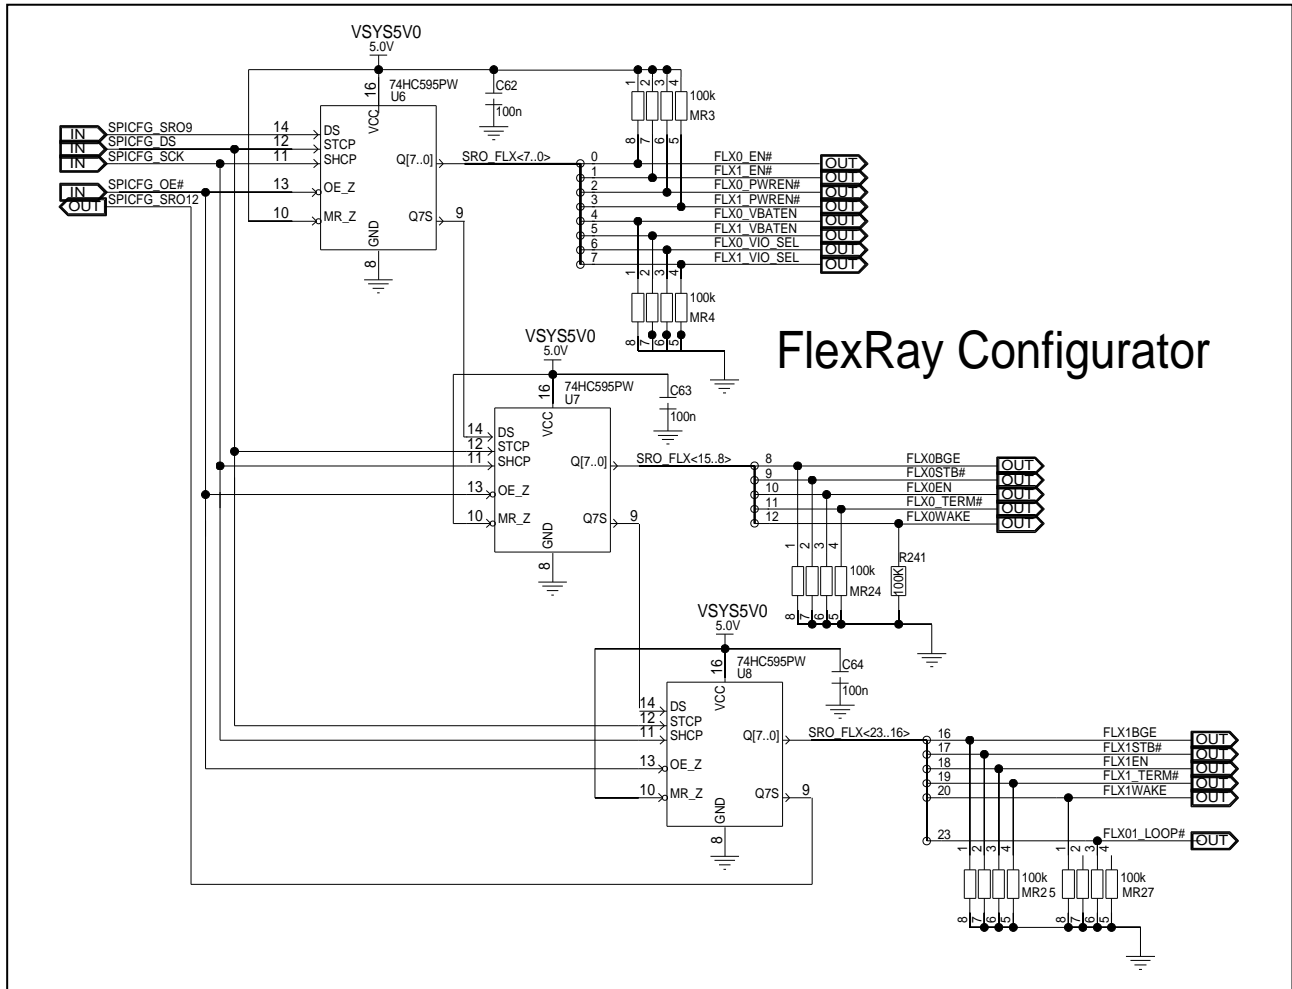 VSYS5V0
5.0V
74HC595PW
U6
16
VCC
C62
100n
1 2 3 4
100k
MR3
8 7 6 5
IN SPICFG_SRO9 14 DS
IN SPICFG_DS 12 STCP
IN SPICFG_SCK 11 SHCP
Q[7..0] SRO_FLX<7..0>
IN SPICFG_OE# 13 OE_Z
OUT SPICFG_SRO12
10 MR_Z
Q7S 9
GND
8
0 FLX0_EN# OUT
1 FLX1_EN# OUT
2 FLX0_PWREN# OUT
3 FLX1_PWREN# OUT
4 FLX0_VBATEN OUT
5 FLX1_VBATEN OUT
6 FLX0_VIO_SEL OUT
7 FLX1_VIO_SEL OUT
1 2 3 4
100k
MR4
8 7 6 5
FlexRay Configurator
VSYS5V0
5.0V
74HC595PW
U7
16
VCC
C63
100n
14 DS
12 STCP
11 SHCP
Q[7..0] SRO_FLX<15..8>
13 OE_Z
10 MR_Z
Q7S 9
GND
8
8 FLX0BGE OUT
9 FLX0STB# OUT
10 FLX0EN OUT
11 FLX0_TERM# OUT
12 FLX0WAKE OUT
1 2 3 4
100k
MR24
8 7 6 5
R241
100K
VSYS5V0
5.0V
74HC595PW
U8
16
VCC
C64
100n
14 DS
12 STCP
11 SHCP
Q[7..0] SRO_FLX<23..16>
13 OE_Z
10 MR_Z
Q7S 9
GND
8
16 FLX1BGE OUT
17 FLX1STB# OUT
18 FLX1EN OUT
19 FLX1_TERM# OUT
20 FLX1WAKE OUT
23 FLX01_LOOP# OUT
1 2 3 4
100k
MR25
8 7 6 5
1 2 3 4
100k
MR27
8 7 6 5